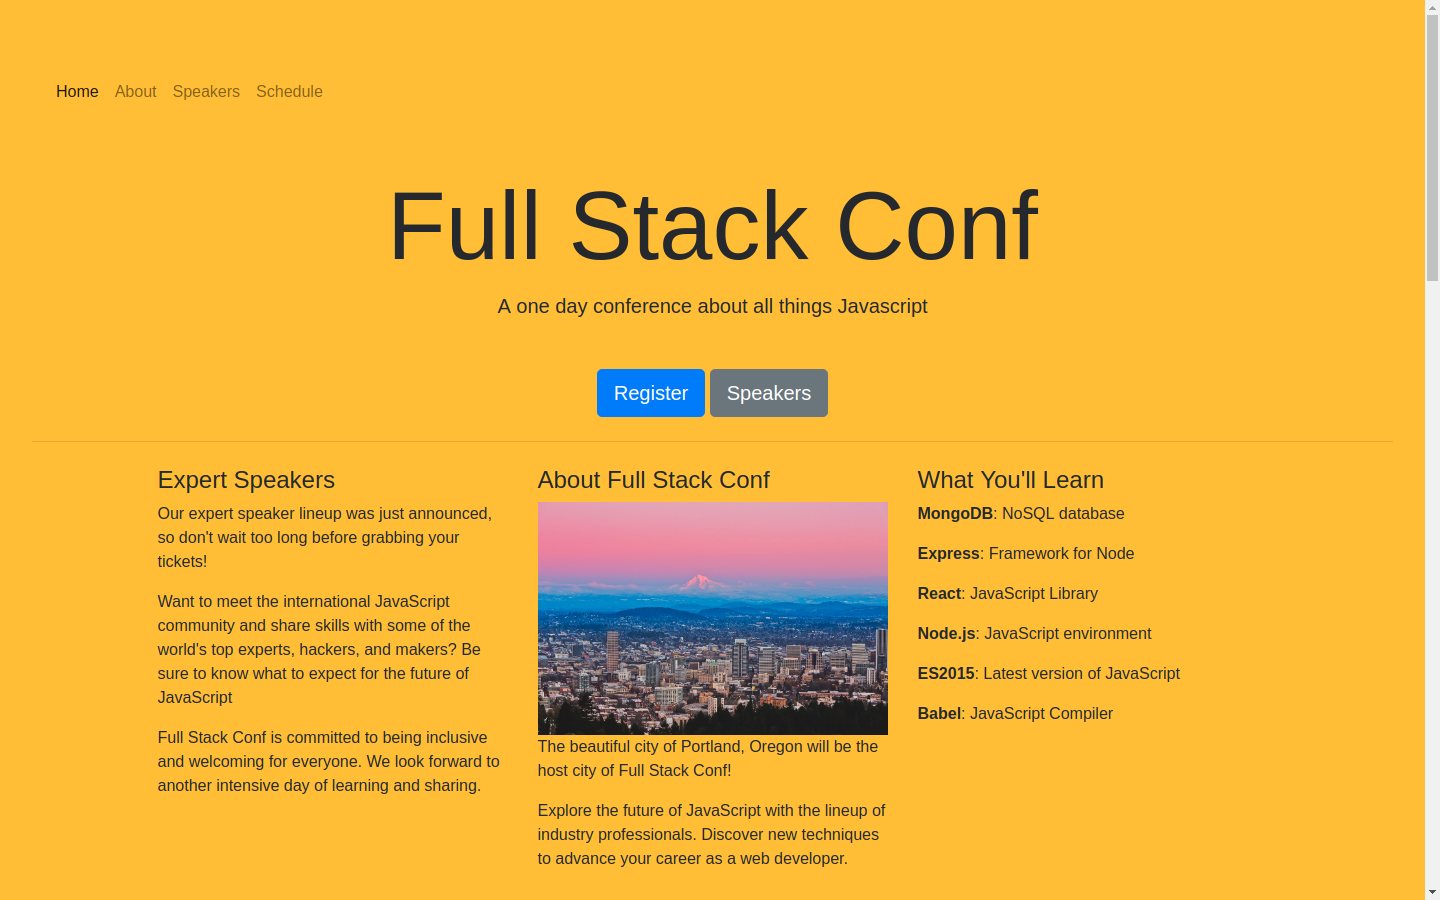 Home About Speakers Schedule
Full Stack Conf
A one day conference about all things Javascript
Register Speakers
Expert Speakers
Our expert speaker lineup was just announced,
so don't wait too long before grabbing your
tickets!
Want to meet the international JavaScript
community and share skills with some of the
world's top experts, hackers, and makers? Be
sure to know what to expect for the future of
JavaScript
Full Stack Conf is committed to being inclusive
and welcoming for everyone. We look forward to
another intensive day of learning and sharing.
About Full Stack Conf
The beautiful city of Portland, Oregon will be the
host city of Full Stack Conf!
Explore the future of JavaScript with the lineup of
industry professionals. Discover new techniques
to advance your career as a web developer.
What You'll Learn
MongoDB: NoSQL database
Express: Framework for Node
React: JavaScript Library
Node.js: JavaScript environment
ES2015: Latest version of JavaScript
Babel: JavaScript Compiler